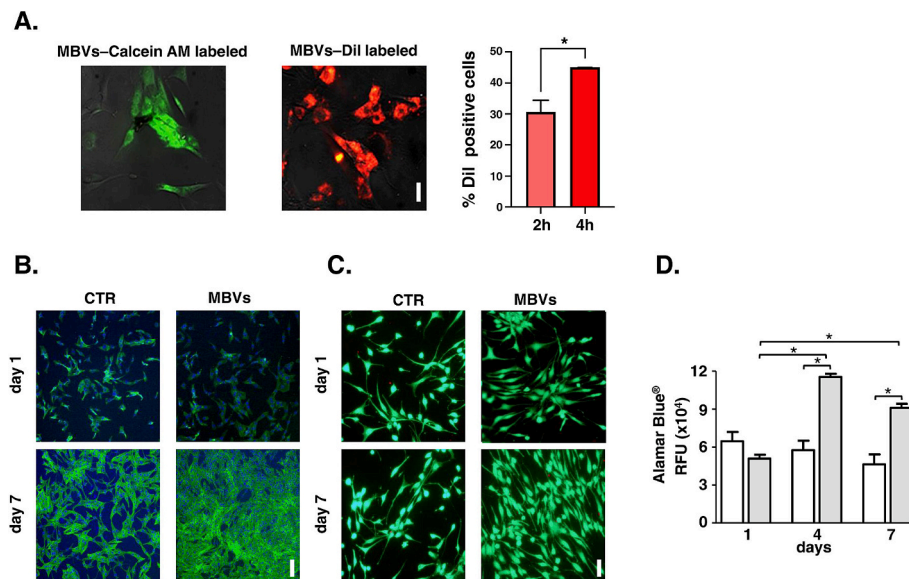 A.
MBVs–Calcein AM labeled
MBVs–Dil labeled
% Dil positive cells
50
40
30
20
10
0
*
2h
4h
B.
CTR
MBVs
day 1
day 7
C.
CTR
MBVs
day 1
day 7
D.
Alamar Blue®
RFU (x10⁴)
12
9
6
3
0
*
*
*
*
1
4
7
days